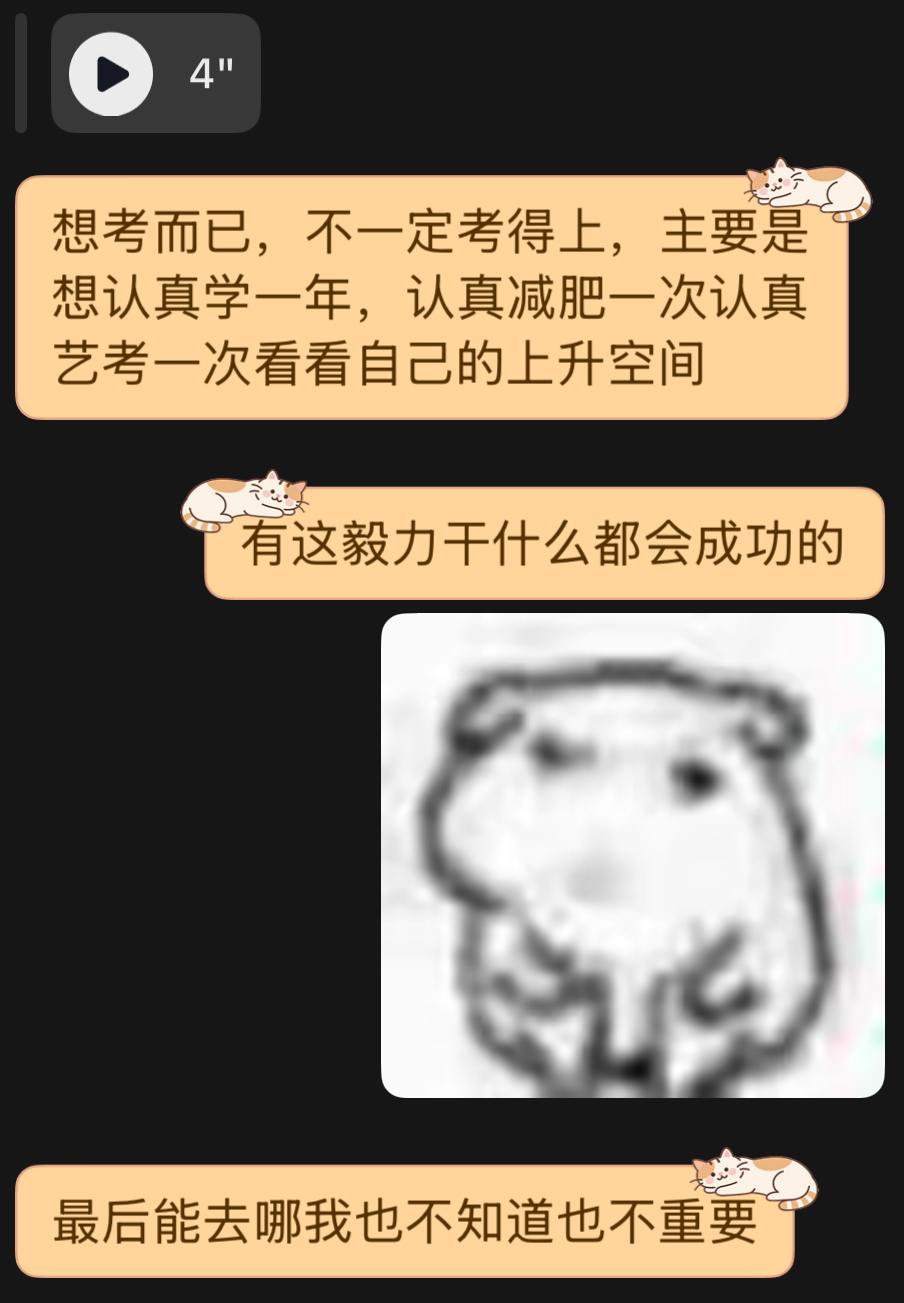 4"
想考而已，不一定考得上，主要是
想认真学一年，认真减肥一次认真
艺考一次看看自己的上升空间
有这毅力干什么都会成功的
最后能去哪我也不知道也不重要